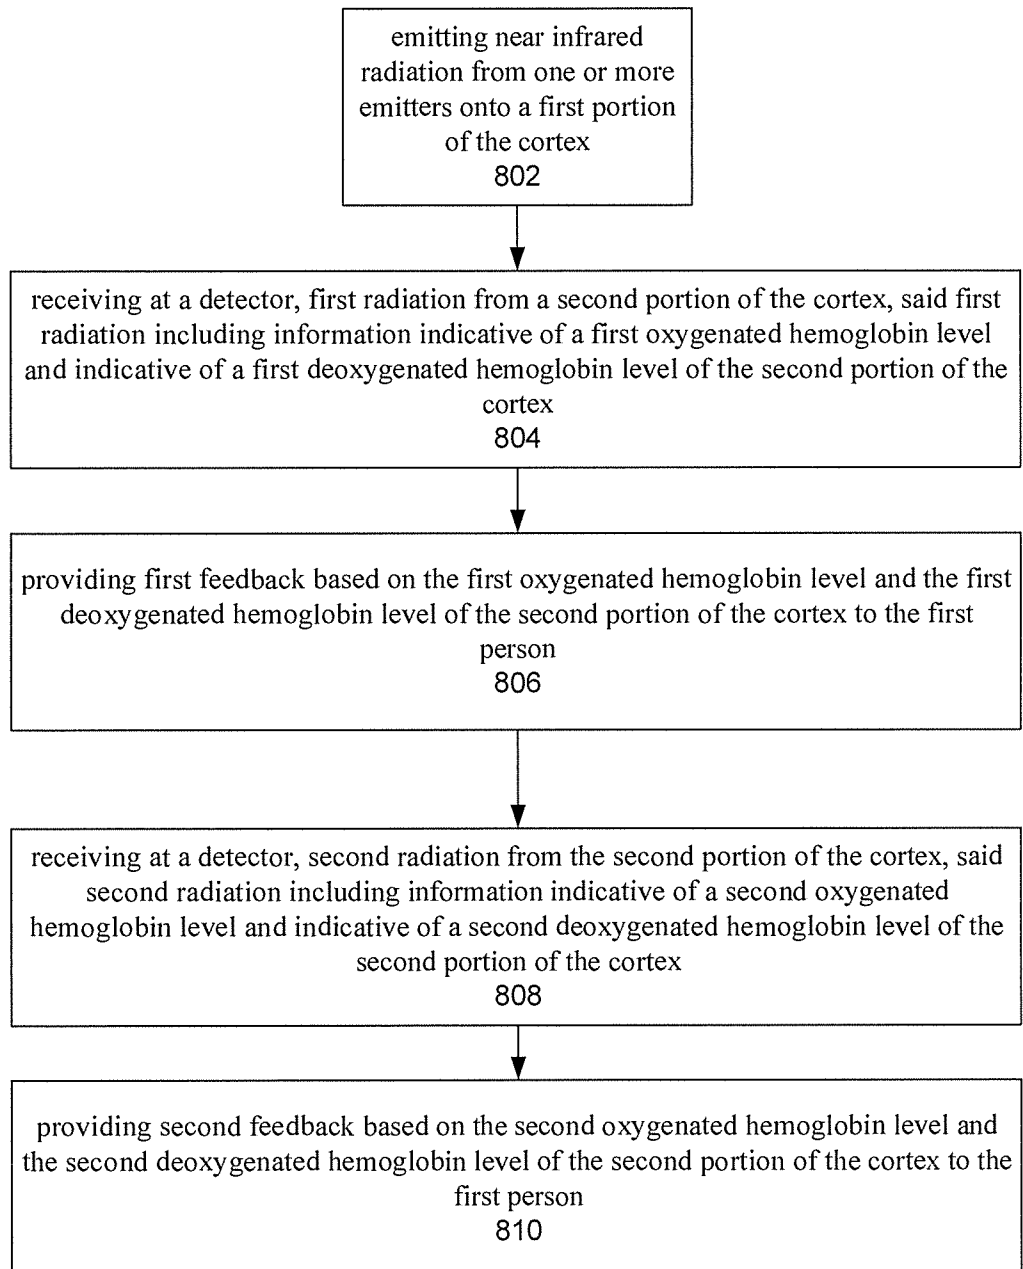 emitting near infrared
radiation from one or more
emitters onto a first portion
of the cortex
802
receiving at a detector, first radiation from a second portion of the cortex, said first
radiation including information indicative of a first oxygenated hemoglobin level
and indicative of a first deoxygenated hemoglobin level of the second portion of the
cortex
804
providing first feedback based on the first oxygenated hemoglobin level and the first
deoxygenated hemoglobin level of the second portion of the cortex to the first
person
806
receiving at a detector, second radiation from the second portion of the cortex, said
second radiation including information indicative of a second oxygenated
hemoglobin level and indicative of a second deoxygenated hemoglobin level of the
second portion of the cortex
808
providing second feedback based on the second oxygenated hemoglobin level and
the second deoxygenated hemoglobin level of the second portion of the cortex to the
first person
810